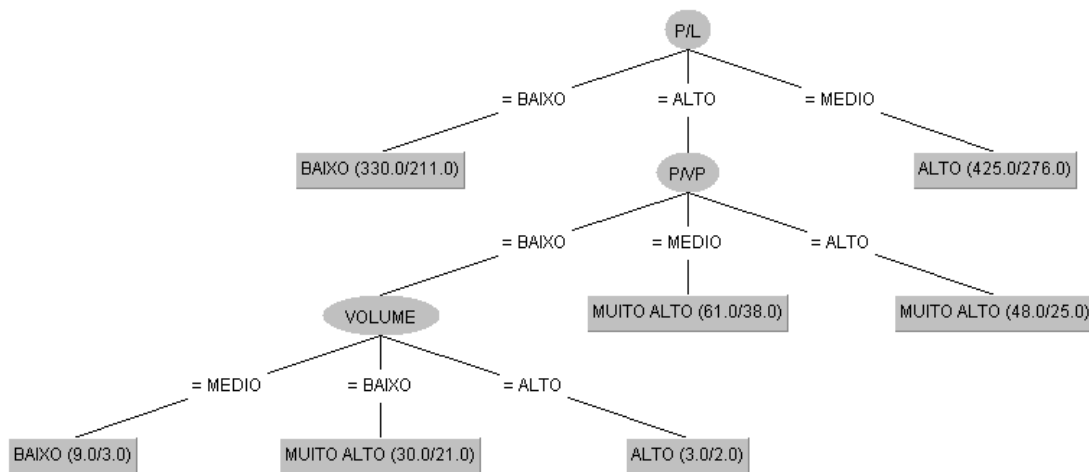 P/L
= BAIXO
= ALTO
= MEDIO
BAIXO (330.0/211.0)
P/VP
ALTO (425.0/276.0)
= BAIXO
= MEDIO
= ALTO
VOLUME
MUITO ALTO (61.0/38.0)
MUITO ALTO (48.0/25.0)
= MEDIO
= BAIXO
= ALTO
BAIXO (9.0/3.0)
MUITO ALTO (30.0/21.0)
ALTO (3.0/2.0)